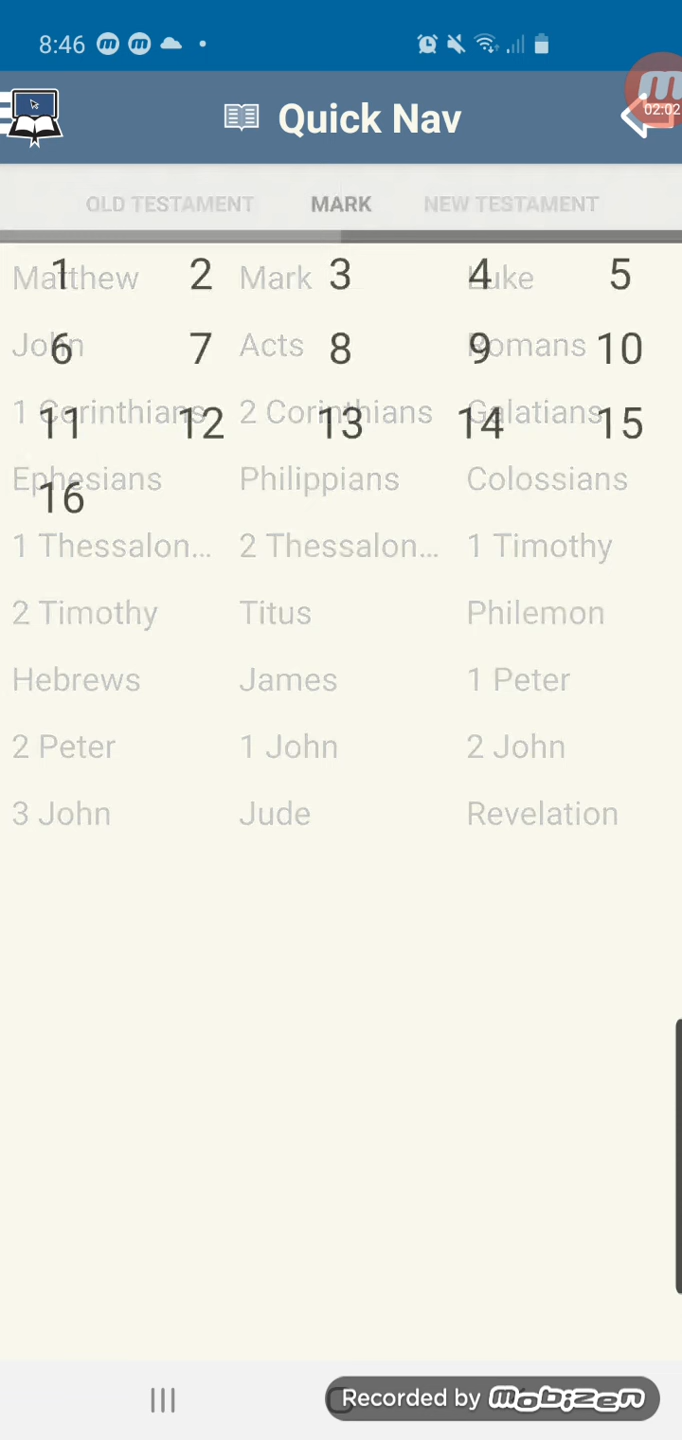 8:46
02:02
Quick Nav
OLD TESTAMENT MARK NEW TESTAMENT
1 2 3 4 5
Matthew Mark Luke
6 7 8 9 10
John Acts Romans
11 12 13 14 15
1 Corinthians 2 Corinthians Galatians
16
Ephesians Philippians Colossians
1 Thessalon... 2 Thessalon... 1 Timothy
2 Timothy Titus Philemon
Hebrews James 1 Peter
2 Peter 1 John 2 John
3 John Jude Revelation
Recorded by mobizen